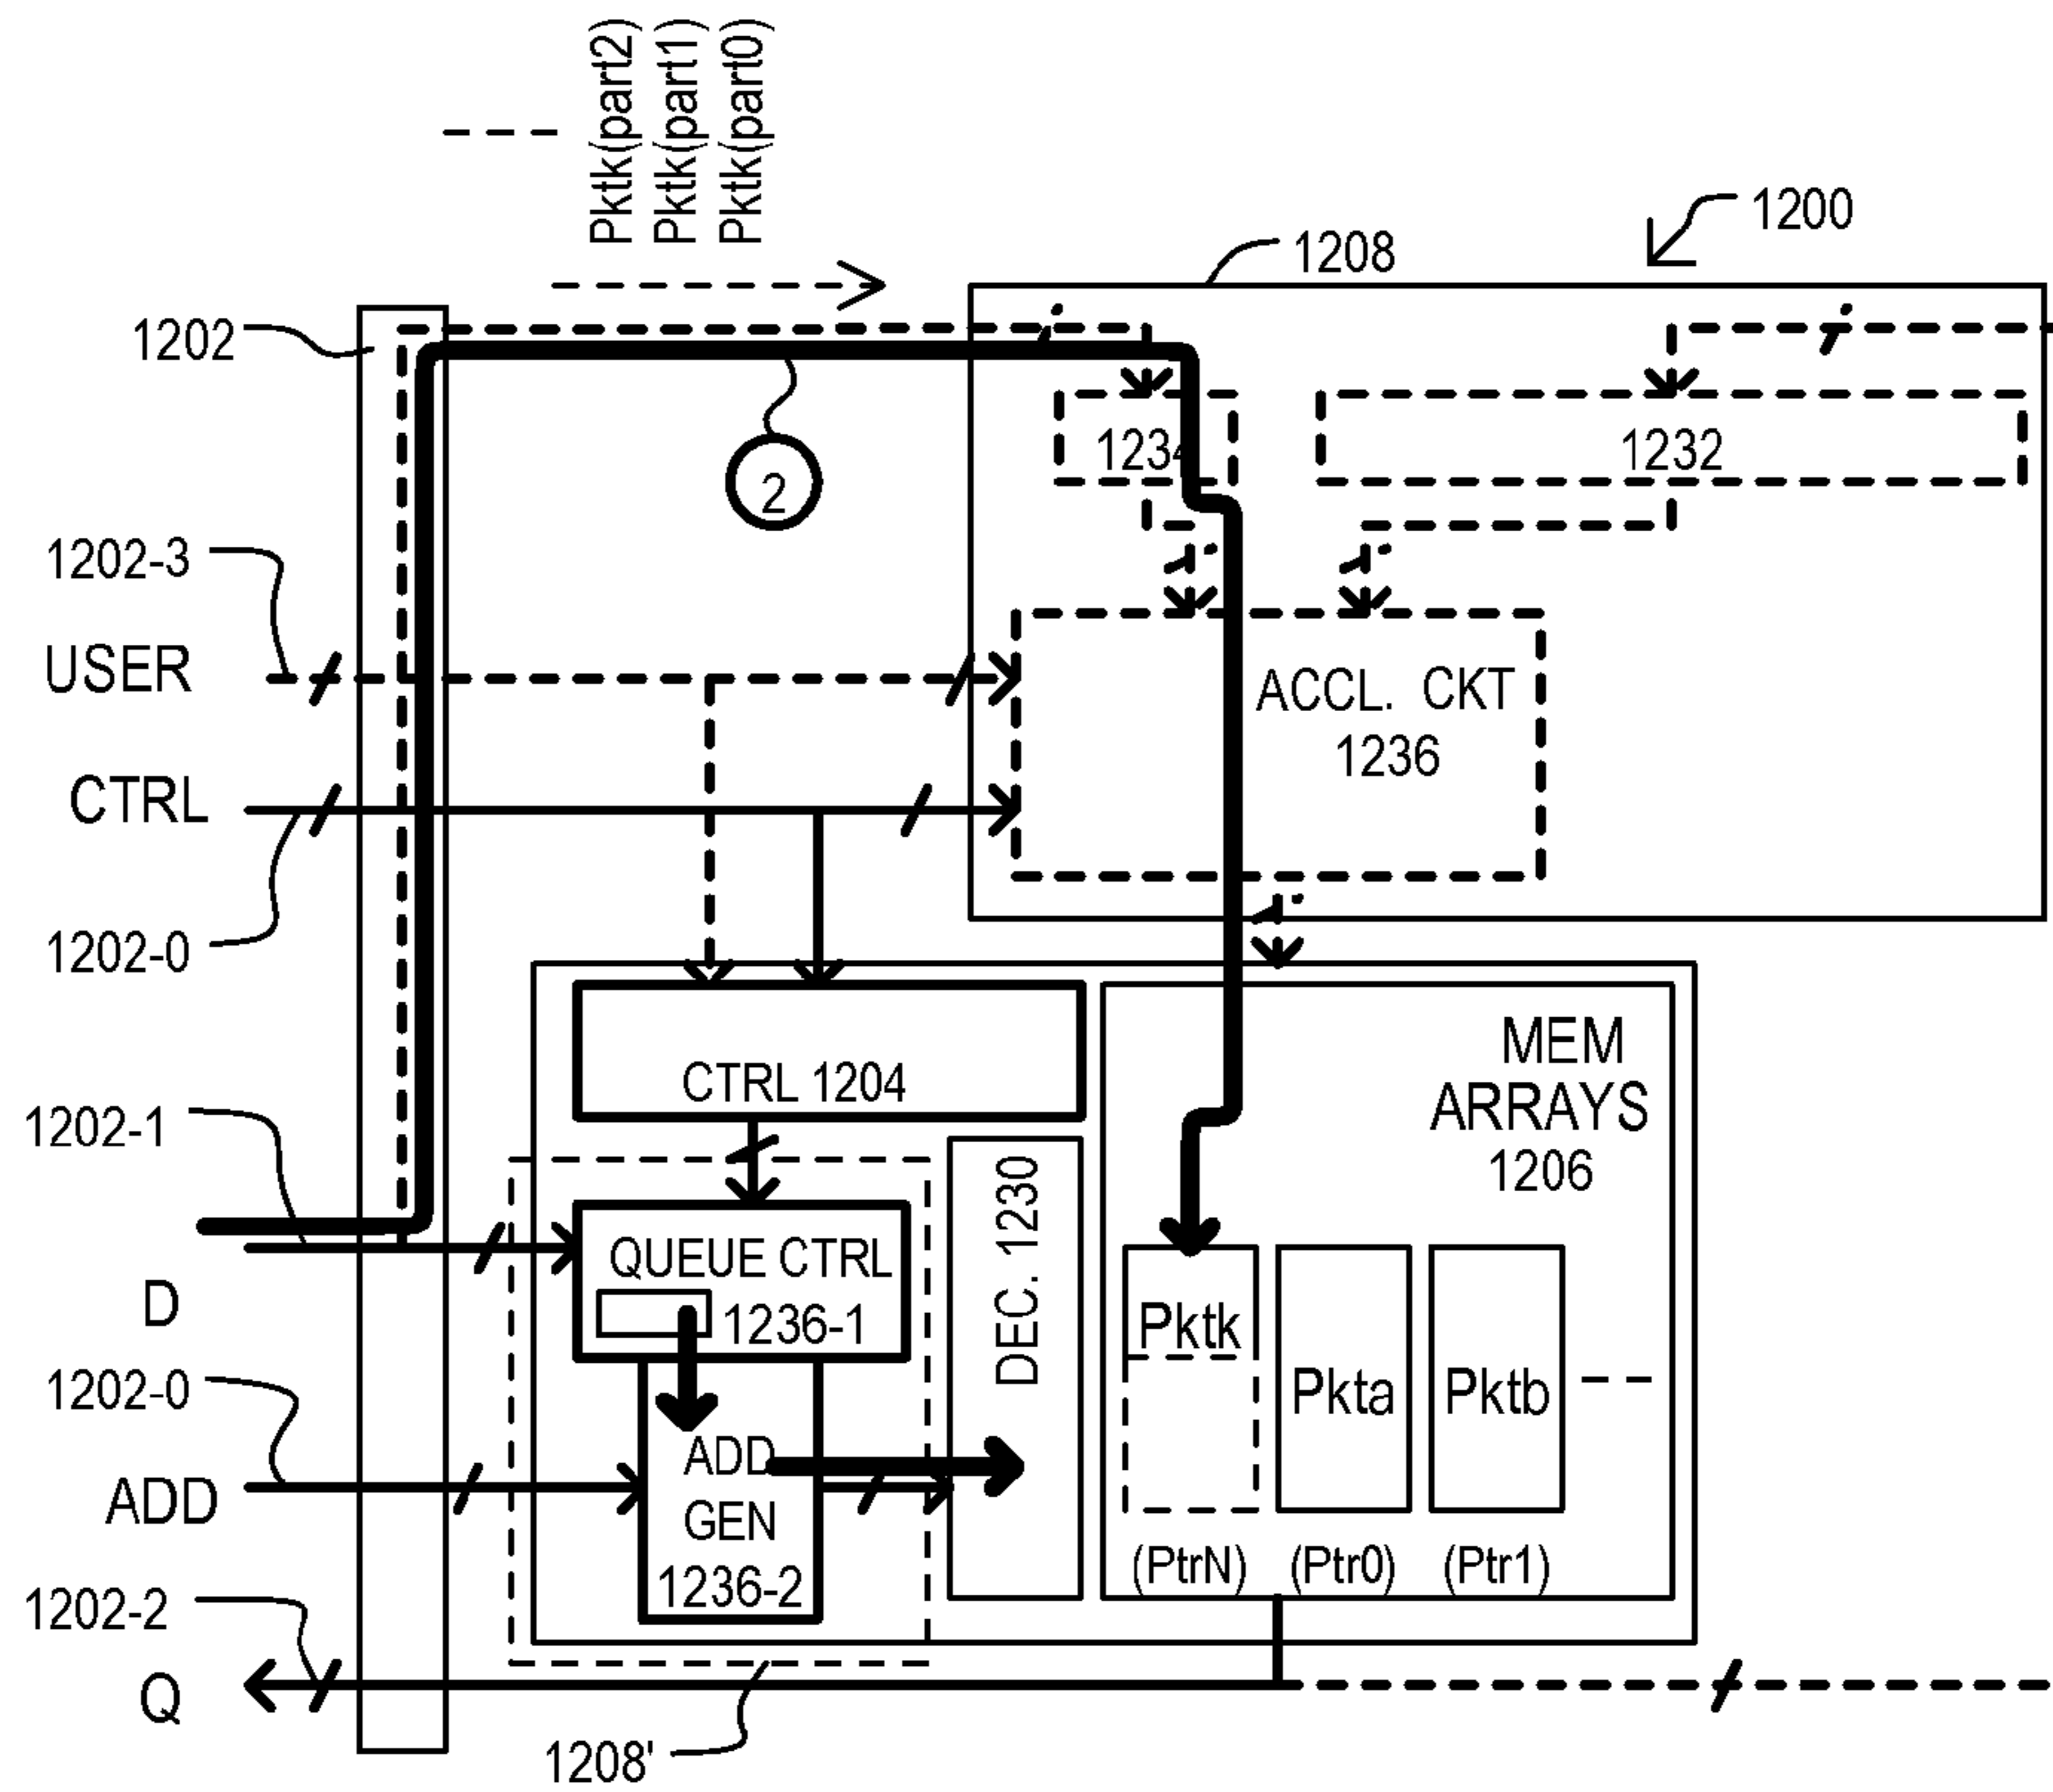 Pktk(part2)
Pktk(part1)
Pktk(part0)
1200
1208
1202
1234
1232
2
1202-3
USER
ACCL. CKT
1236
CTRL
1202-0
MEM
ARRAYS
1206
CTRL 1204
1202-1
DEC. 1230
QUEUE CTRL
1236-1
D
Pktk
Pkta
Pktb
1202-0
ADD
ADD
GEN
1236-2
(PtrN)
(Ptr0)
(Ptr1)
1202-2
Q
1208'